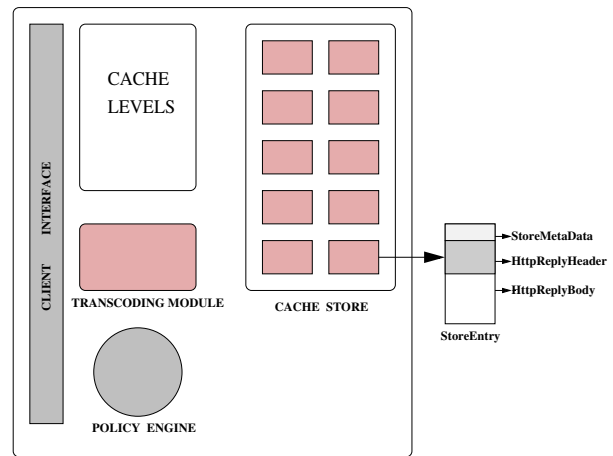 CACHE
LEVELS
CLIENT INTERFACE
TRANSCODING MODULE
CACHE STORE
POLICY ENGINE
StoreMetaData
HttpReplyHeader
HttpReplyBody
StoreEntry